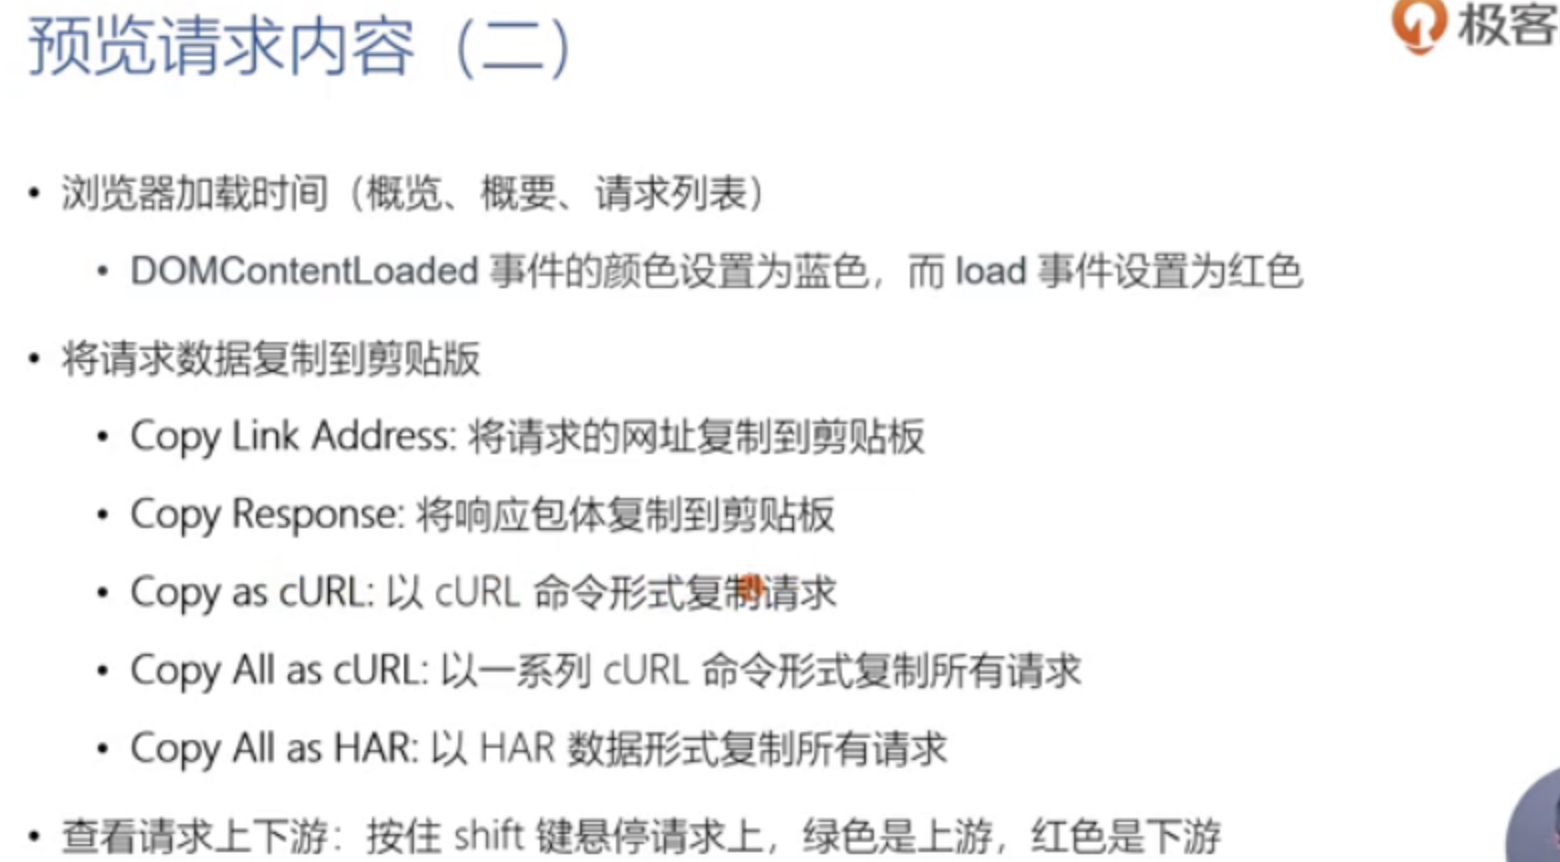 预览请求内容（二）
极客
• 浏览器加载时间（概览、概要、请求列表）
• DOMContentLoaded 事件的颜色设置为蓝色，而 load 事件设置为红色
• 将请求数据复制到剪贴版
• Copy Link Address: 将请求的网址复制到剪贴板
• Copy Response: 将响应包体复制到剪贴板
• Copy as cURL: 以 cURL 命令形式复制请求
• Copy All as cURL: 以一系列 cURL 命令形式复制所有请求
• Copy All as HAR: 以 HAR 数据形式复制所有请求
• 查看请求上下游：按住 shift 键悬停请求上，绿色是上游，红色是下游